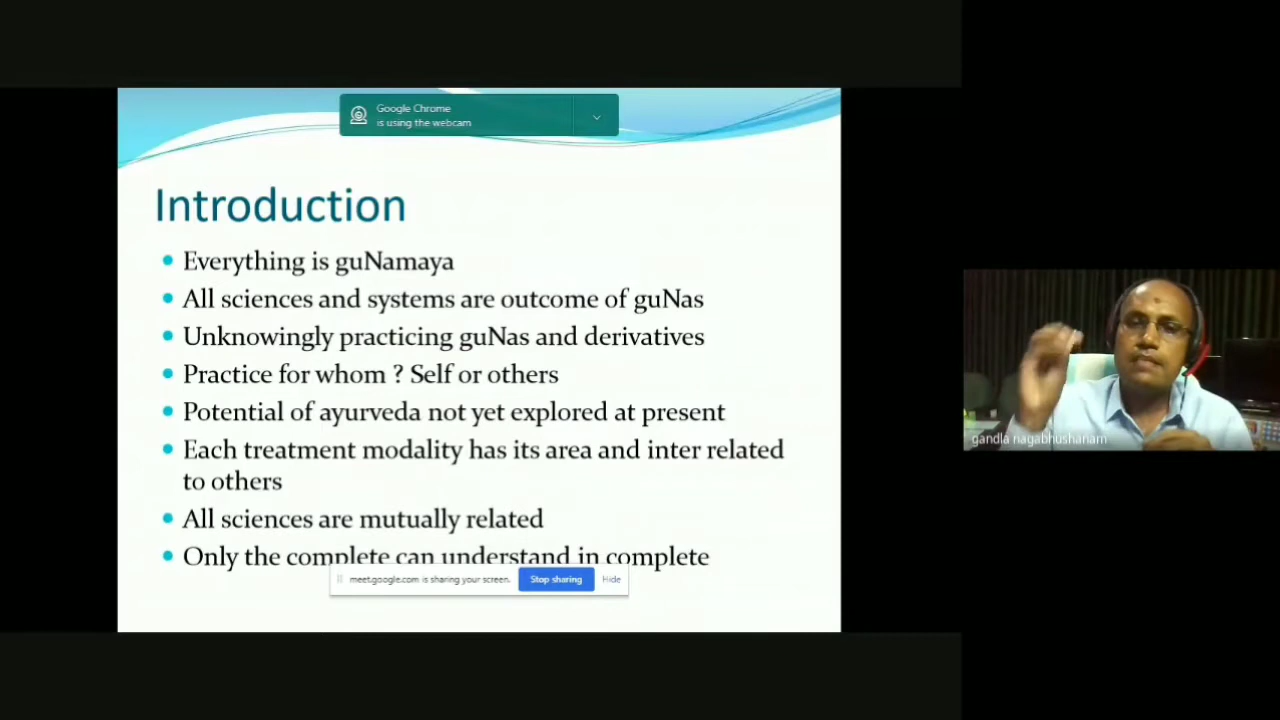 Google Chrome
is using the webcam
Introduction
Everything is guNamaya
All sciences and systems are outcome of guNas
Unknowingly practicing guNas and derivatives
Practice for whom ? Self or others
Potential of ayurveda not yet explored at present
Each treatment modality has its area and inter related
to others
All sciences are mutually related
Only the complete can understand in complete
meet.google.com is sharing your screen.
Stop sharing
Hide
gandla nagabhushanam